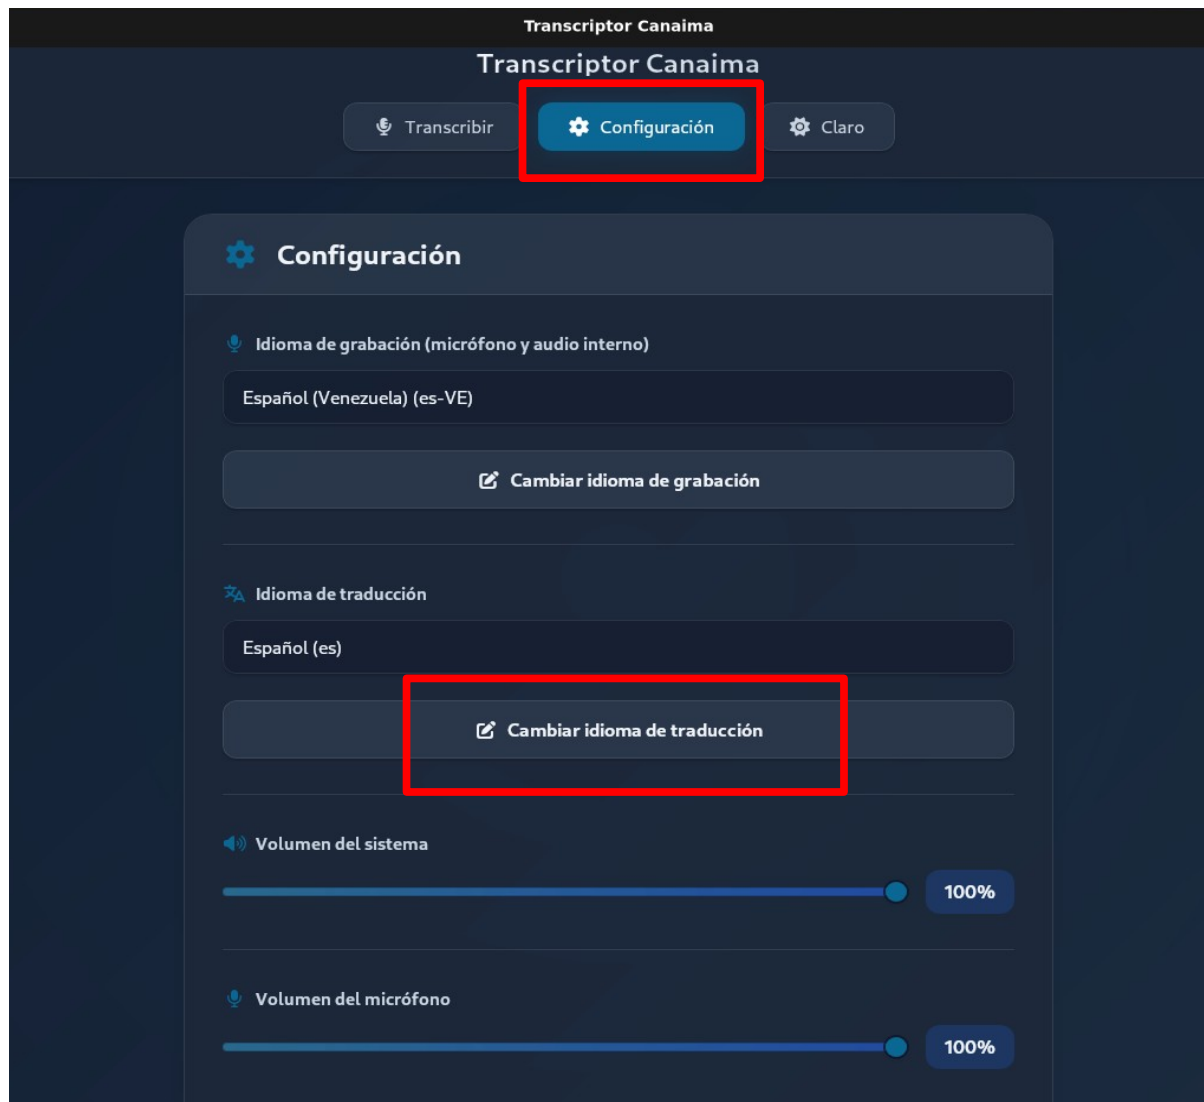 Transcriptor Canaima
Transcriptor Canaima
Transcribir
Configuración
Claro
Configuración
Idioma de grabación (micrófono y audio interno)
Español (Venezuela) (es-VE)
Cambiar idioma de grabación
Idioma de traducción
Español (es)
Cambiar idioma de traducción
Volumen del sistema
100%
Volumen del micrófono
100%